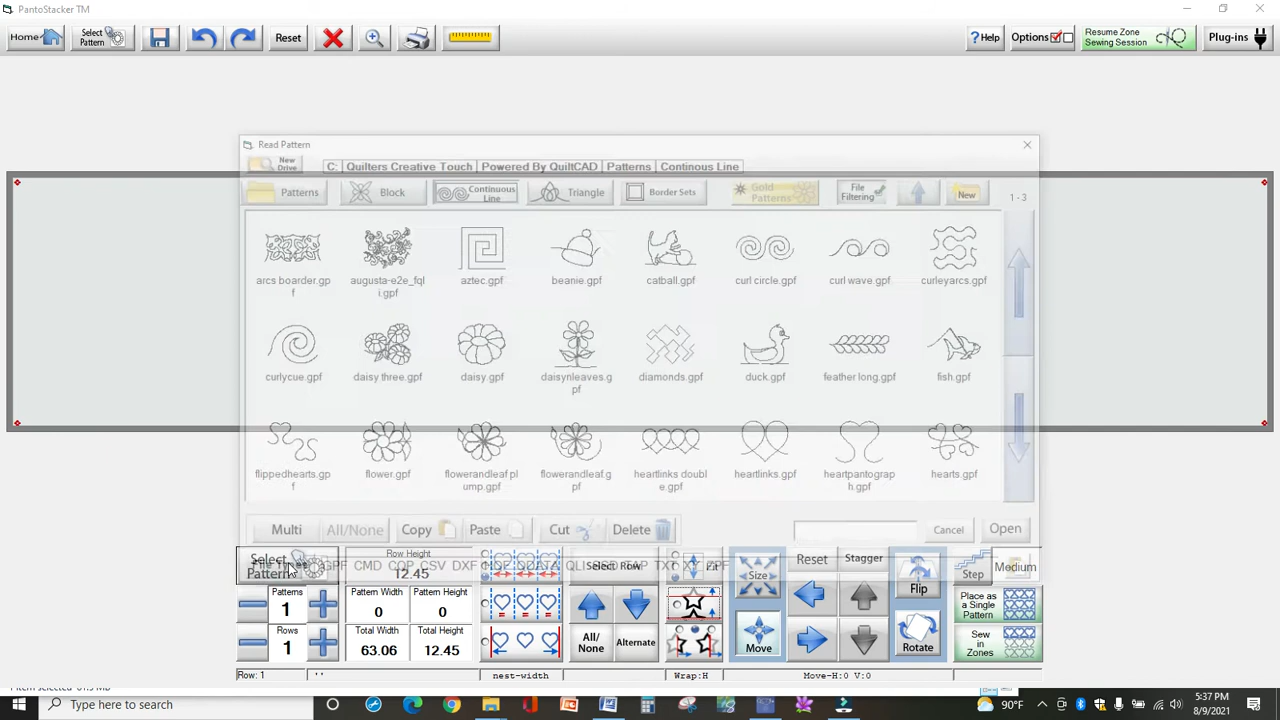 PantoStacker TM
Home
Select
Pattern
Reset
?Help
Options
Resume Zone
Sewing Session
Plug-ins
Read Pattern
New
Drive
C: Quilters Creative Touch Powered By QuiltCAD Patterns Continous Line
Patterns
Block
Continuous
Line
Triangle
Border Sets
Gold
Patterns
File
Filtering
New
1 - 3
arcs boarder.gp
f
augusta-e2e_fql
i.gpf
aztec.gpf
beanie.gpf
catball.gpf
curl circle.gpf
curl wave.gpf
curleyarcs.gpf
curlycue.gpf
daisy three.gpf
daisy.gpf
daisynleaves.g
pf
diamonds.gpf
duck.gpf
feather long.gpf
fish.gpf
flippedhearts.gp
f
flower.gpf
flowerandleaf pl
ump.gpf
flowerandleaf.g
pf
heartlinks doubl
e.gpf
heartlinks.gpf
heartpantograp
h.gpf
hearts.gpf
Multi
All/None
Copy
Paste
Cut
Delete
Cancel
Open
Select
Pattern
Row Height
12.45
Select Row
Size
Reset
Stagger
Flip
Step
Medium
Patterns
1
Pattern Width
0
Pattern Height
0
Place as
a Single
Pattern
Rows
1
Total Width
63.06
Total Height
12.45
All/
None
Alternate
Move
Rotate
Sew
in
Zones
Row: 1
''
nest-width
Wrap:H
Move-H:0 V:0
Type here to search
90°F
5:37 PM
8/9/2021